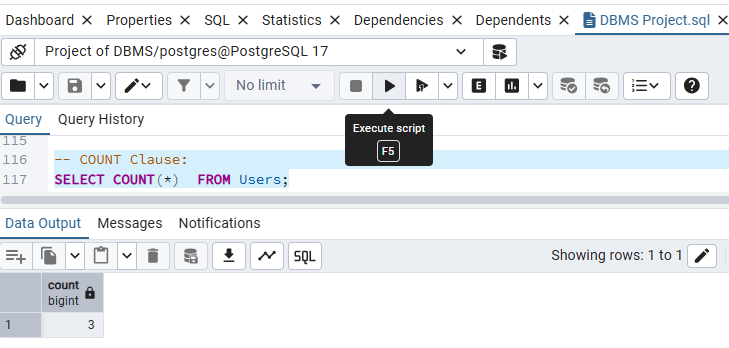 Dashboard × Properties × SQL × Statistics × Dependencies × Dependents × DBMS Project.sql ×
Project of DBMS/postgres@PostgreSQL 17
No limit E
Execute script
F5
Query Query History
115
116 -- COUNT Clause:
117 SELECT COUNT(*)  FROM Users;
Data Output Messages Notifications
SQL Showing rows: 1 to 1
count
bigint
1 3